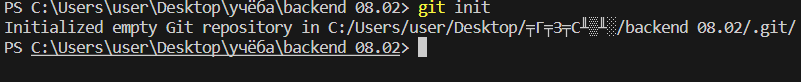 PS C:\Users\user\Desktop\учёба\backend 08.02> git init
Initialized empty Git repository in C:/Users/user/Desktop/╤Г╤З╤С╨▒╨░/backend 08.02/.git/
PS C:\Users\user\Desktop\учёба\backend 08.02>